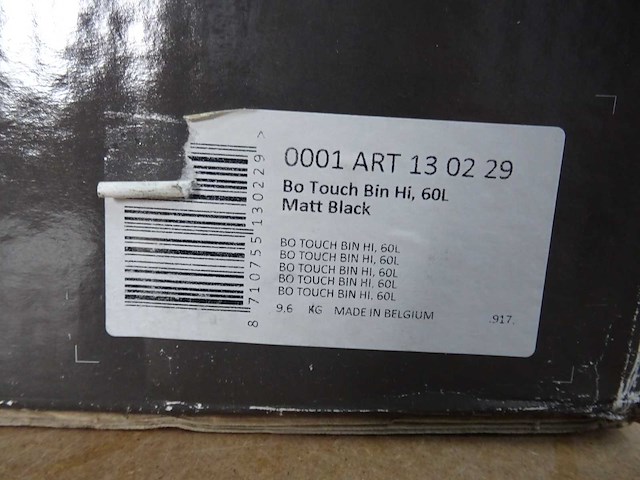 0001 ART 13 02 29
Bo Touch Bin Hi, 60L
Matt Black
BO TOUCH BIN HI, 60L
BO TOUCH BIN HI, 60L
BO TOUCH BIN HI, 60L
BO TOUCH BIN HI, 60L
BO TOUCH BIN HI. 60L
9,6 KG MADE IN BELGIUM .917.
8 710755 130229 >